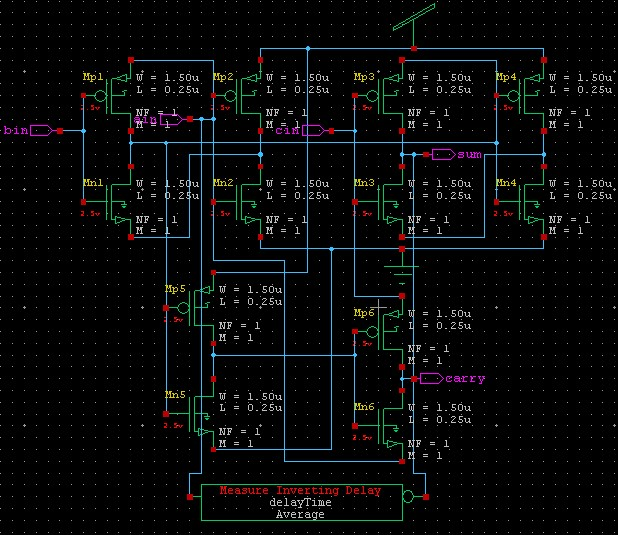 Mp1
W = 1.50u
L = 0.25u
NF = 1
M = 1
2.5v
Mp2
W = 1.50u
L = 0.25u
NF = 1
M = 1
2.5v
Mp3
W = 1.50u
L = 0.25u
NF = 1
M = 1
2.5v
Mp4
W = 1.50u
L = 0.25u
NF = 1
M = 1
2.5v
bin
cin
sum
Mn1
W = 1.50u
L = 0.25u
NF = 1
M = 1
2.5v
Mn2
W = 1.50u
L = 0.25u
NF = 1
M = 1
2.5v
Mn3
W = 1.50u
L = 0.25u
NF = 1
M = 1
2.5v
Mn4
W = 1.50u
L = 0.25u
NF = 1
M = 1
2.5v
Mp5
W = 1.50u
L = 0.25u
NF = 1
M = 1
2.5v
Mp6
W = 1.50u
L = 0.25u
NF = 1
M = 1
2.5v
carry
Mn5
W = 1.50u
L = 0.25u
NF = 1
M = 1
2.5v
Mn6
W = 1.50u
L = 0.25u
NF = 1
M = 1
2.5v
Measure Inverting Delay
delayTime
Average